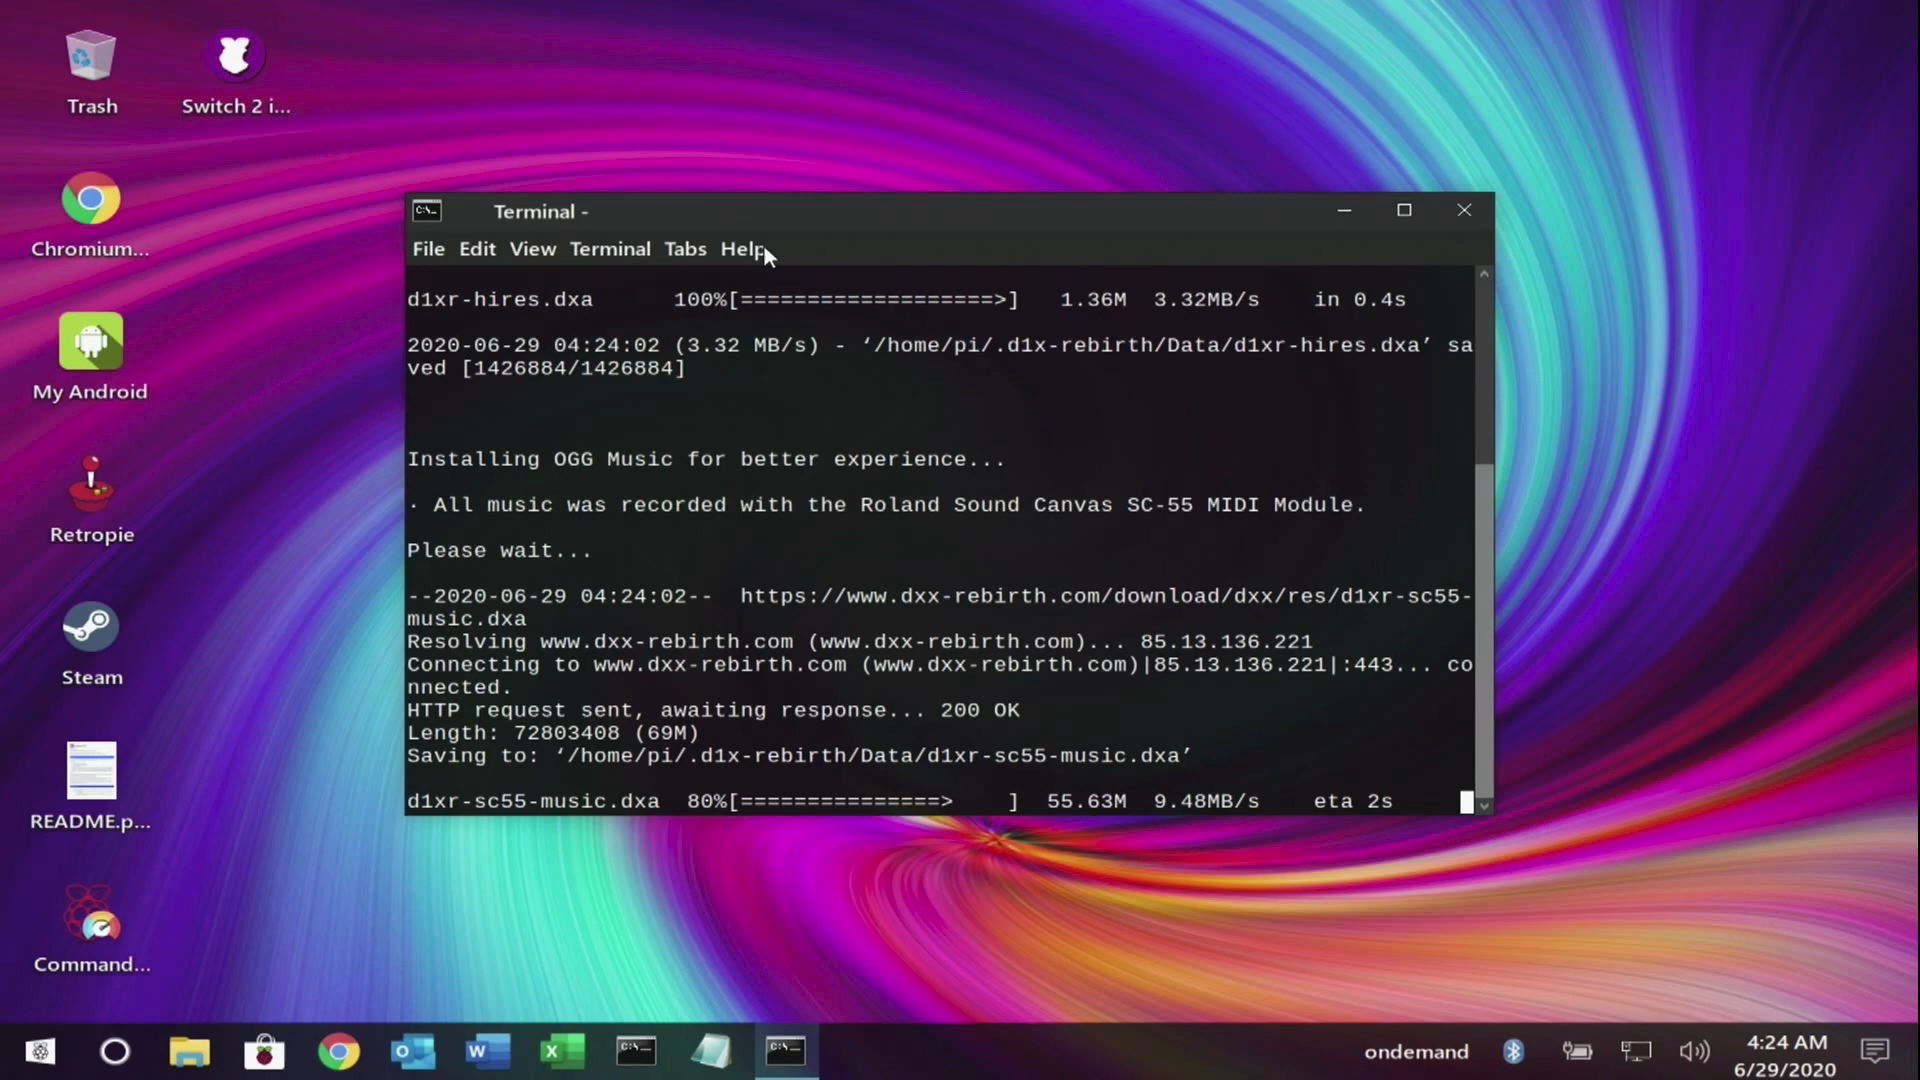 Trash
Switch 2 i...
Chromium...
My Android
Retropie
Steam
README.p...
Command...
Terminal -
File Edit View Terminal Tabs Help
d1xr-hires.dxa 100%[===================>] 1.36M 3.32MB/s in 0.4s
2020-06-29 04:24:02 (3.32 MB/s) - ‘/home/pi/.d1x-rebirth/Data/d1xr-hires.dxa’ sa
ved [1426884/1426884]
Installing OGG Music for better experience...
· All music was recorded with the Roland Sound Canvas SC-55 MIDI Module.
Please wait...
--2020-06-29 04:24:02-- https://www.dxx-rebirth.com/download/dxx/res/d1xr-sc55-
music.dxa
Resolving www.dxx-rebirth.com (www.dxx-rebirth.com)... 85.13.136.221
Connecting to www.dxx-rebirth.com (www.dxx-rebirth.com)|85.13.136.221|:443... co
nnected.
HTTP request sent, awaiting response... 200 OK
Length: 72803408 (69M)
Saving to: ‘/home/pi/.d1x-rebirth/Data/d1xr-sc55-music.dxa’
d1xr-sc55-music.dxa 80%[===============> ] 55.63M 9.48MB/s eta 2s
ondemand
4:24 AM
6/29/2020